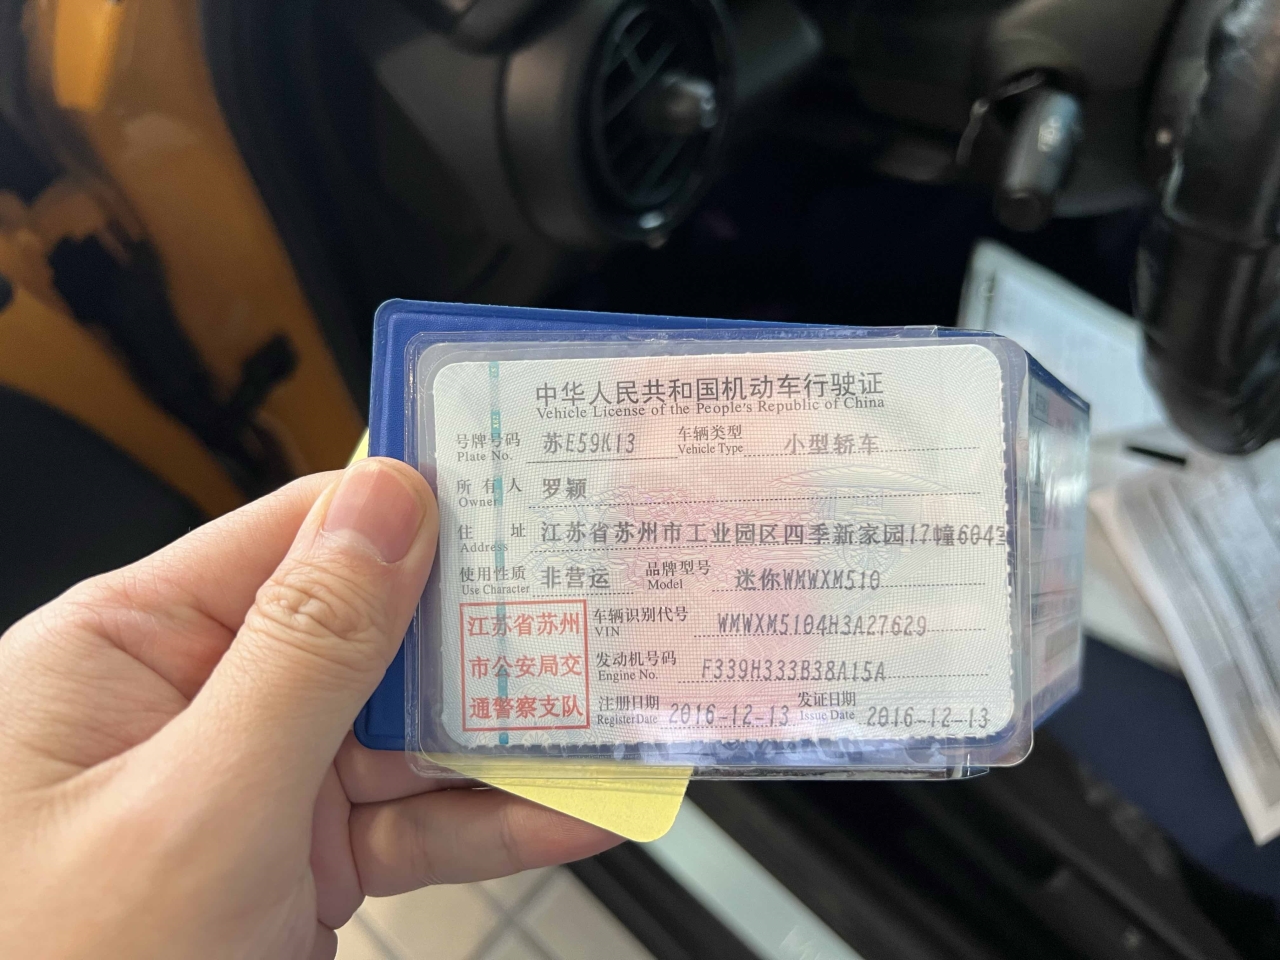 中华人民共和国机动车行驶证
Vehicle License of the People's Republic of China
号牌号码 苏E59K13 车辆类型 小型轿车
Plate No. Vehicle Type
所有人 罗颖
Owner
住址 江苏省苏州市工业园区四季新家园17幢604室
Address
使用性质 非营运 品牌型号 迷你WMWXM510
Use Character Model
江苏省苏州
市公安局交
通警察支队
车辆识别代号 WMWXM5104H3A27629
VIN
发动机号码 F339H333B38A15A
Engine No.
注册日期 2016-12-13 发证日期 2016-12-13
Register Date Issue Date